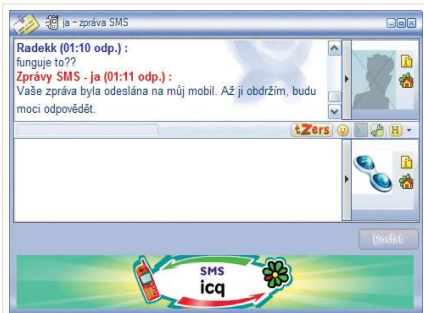 ja – zpráva SMS
Radekk (01:10 odp.) :
funguje to??
Zprávy SMS - ja (01:11 odp.) :
Vaše zpráva byla odeslána na můj mobil. Až ji obdržím, budu
moci odpovědět.
tZers
H
Poslat
SMS
icq